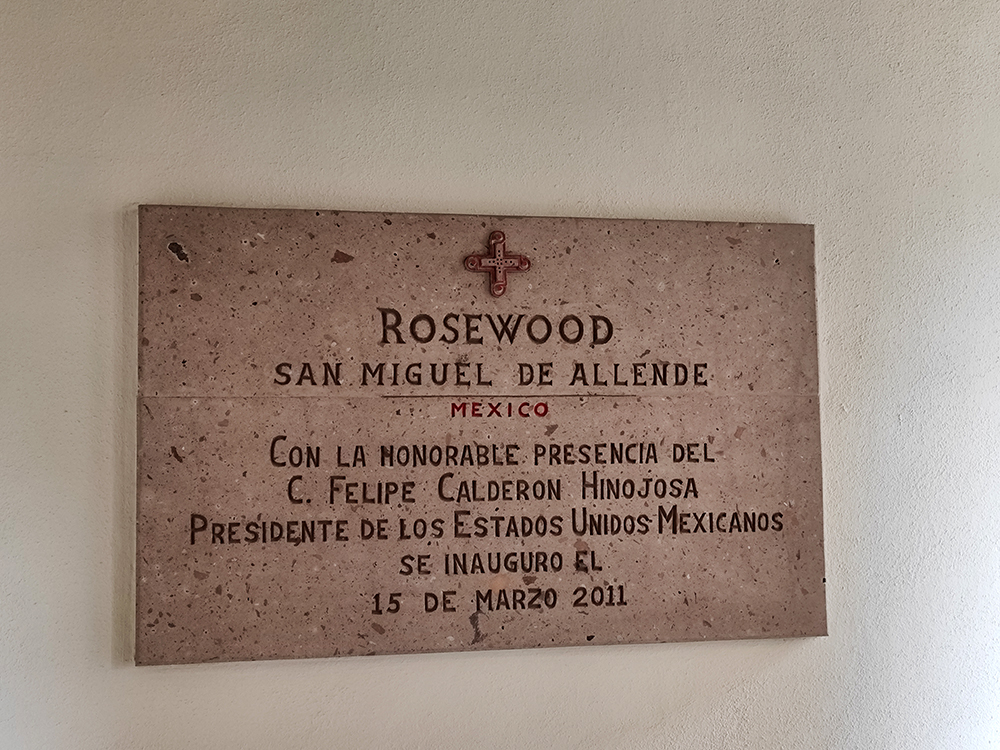 ROSEWOOD
SAN MIGUEL DE ALLENDE
MEXICO
CON LA HONORABLE PRESENCIA DEL
C. FELIPE CALDERON HINOJOSA
PRESIDENTE DE LOS ESTADOS UNIDOS MEXICANOS
SE INAUGURO EL
15 DE MARZO 2011